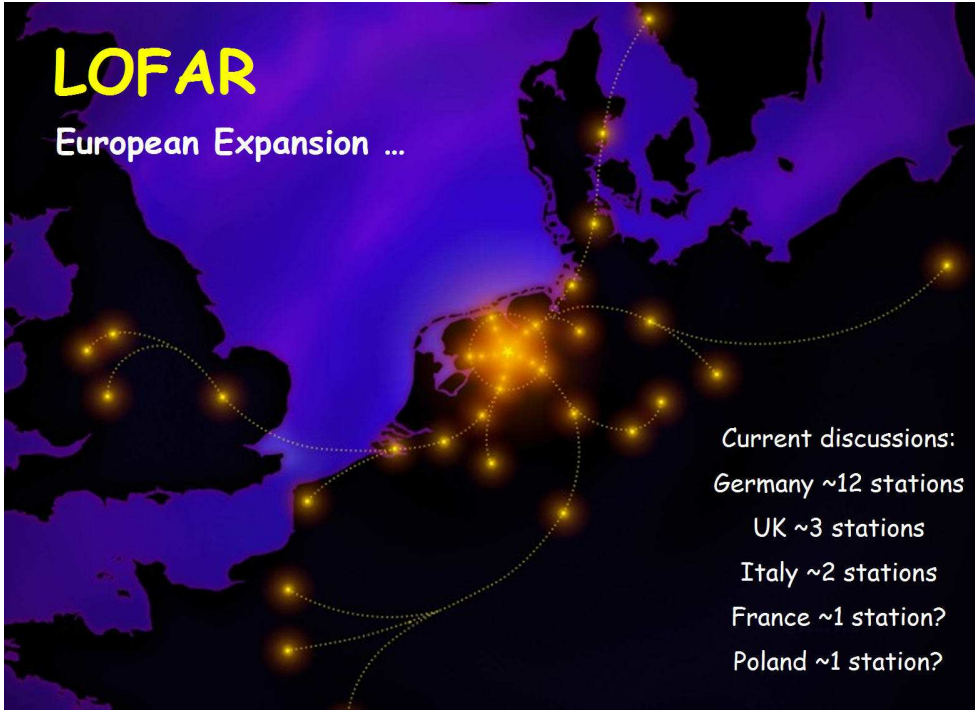 LOFAR
European Expansion ...
Current discussions:
Germany ~12 stations
UK ~3 stations
Italy ~2 stations
France ~1 station?
Poland ~1 station?